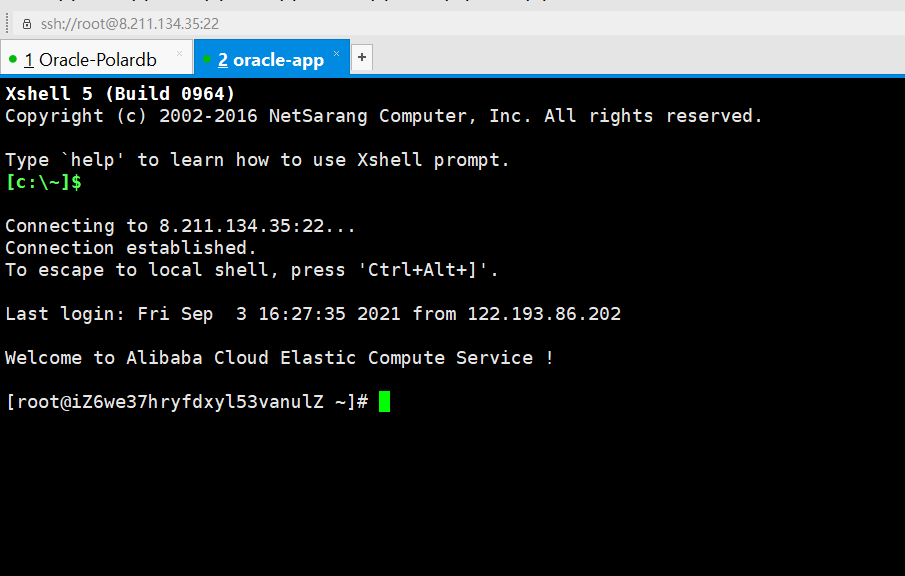 ssh://root@8.211.134.35:22
1 Oracle-Polardb × 2 oracle-app × +
Xshell 5 (Build 0964)
Copyright (c) 2002-2016 NetSarang Computer, Inc. All rights reserved.
Type `help' to learn how to use Xshell prompt.
[c:\~]$
Connecting to 8.211.134.35:22...
Connection established.
To escape to local shell, press 'Ctrl+Alt+]'.
Last login: Fri Sep  3 16:27:35 2021 from 122.193.86.202
Welcome to Alibaba Cloud Elastic Compute Service !
[root@iZ6we37hryfdxyl53vanulZ ~]#